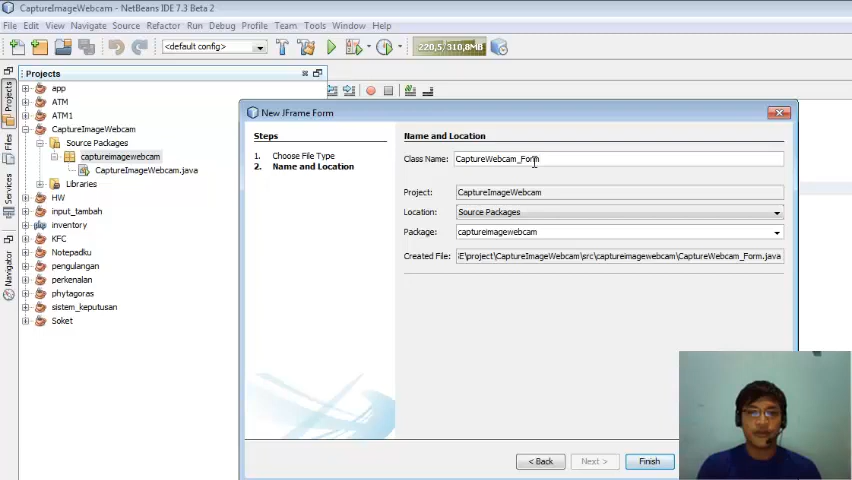 CaptureImageWebcam - NetBeans IDE 7.3 Beta 2
File Edit View Navigate Source Refactor Run Debug Profile Team Tools Window Help
<default config> 220,5/310,8MB
Projects
app
ATM
ATM1
CaptureImageWebcam
Source Packages
captureimagewebcam
CaptureImageWebcam.java
Libraries
HW
input_tambah
inventory
KFC
Notepadku
pengulangan
perkenalan
phytagoras
sistem_keputusan
Soket
Projects
Files
Services
Navigator
New JFrame Form
Steps
1. Choose File Type
2. Name and Location
Name and Location
Class Name: CaptureWebcam_Form
Project: CaptureImageWebcam
Location: Source Packages
Package: captureimagewebcam
Created File: E\project\CaptureImageWebcam\src\captureimagewebcam\CaptureWebcam_Form.java
< Back Next > Finish